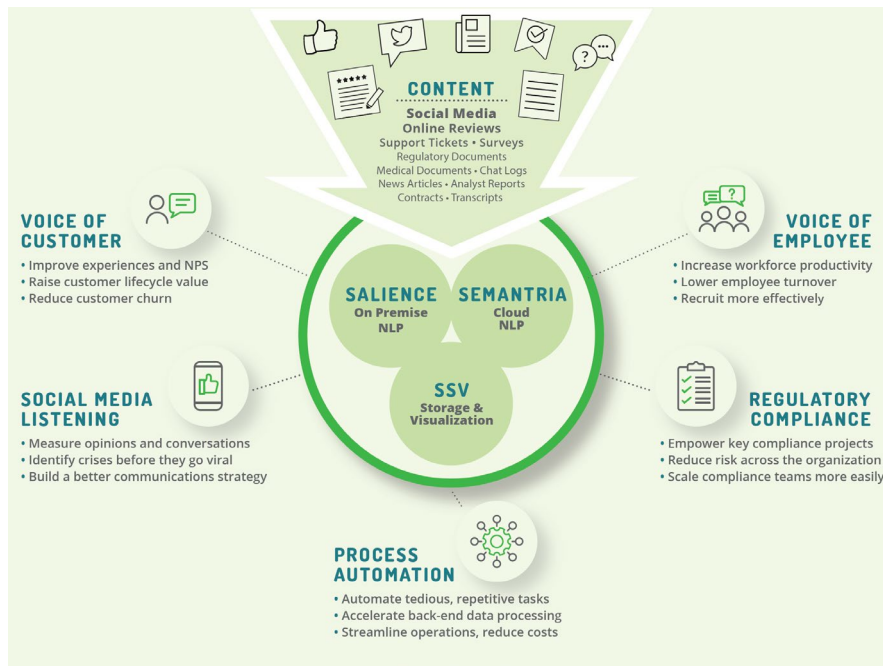 CONTENT
Social Media
Online Reviews
Support Tickets • Surveys
Regulatory Documents
Medical Documents • Chat Logs
News Articles • Analyst Reports
Contracts • Transcripts
VOICE OF
CUSTOMER
• Improve experiences and NPS
• Raise customer lifecycle value
• Reduce customer churn
VOICE OF
EMPLOYEE
• Increase workforce productivity
• Lower employee turnover
• Recruit more effectively
SALIENCE
On Premise
NLP
SEMANTRIA
Cloud
NLP
SSV
Storage &
Visualization
SOCIAL MEDIA
LISTENING
• Measure opinions and conversations
• Identify crises before they go viral
• Build a better communications strategy
REGULATORY
COMPLIANCE
• Empower key compliance projects
• Reduce risk across the organization
• Scale compliance teams more easily
PROCESS
AUTOMATION
• Automate tedious, repetitive tasks
• Accelerate back-end data processing
• Streamline operations, reduce costs